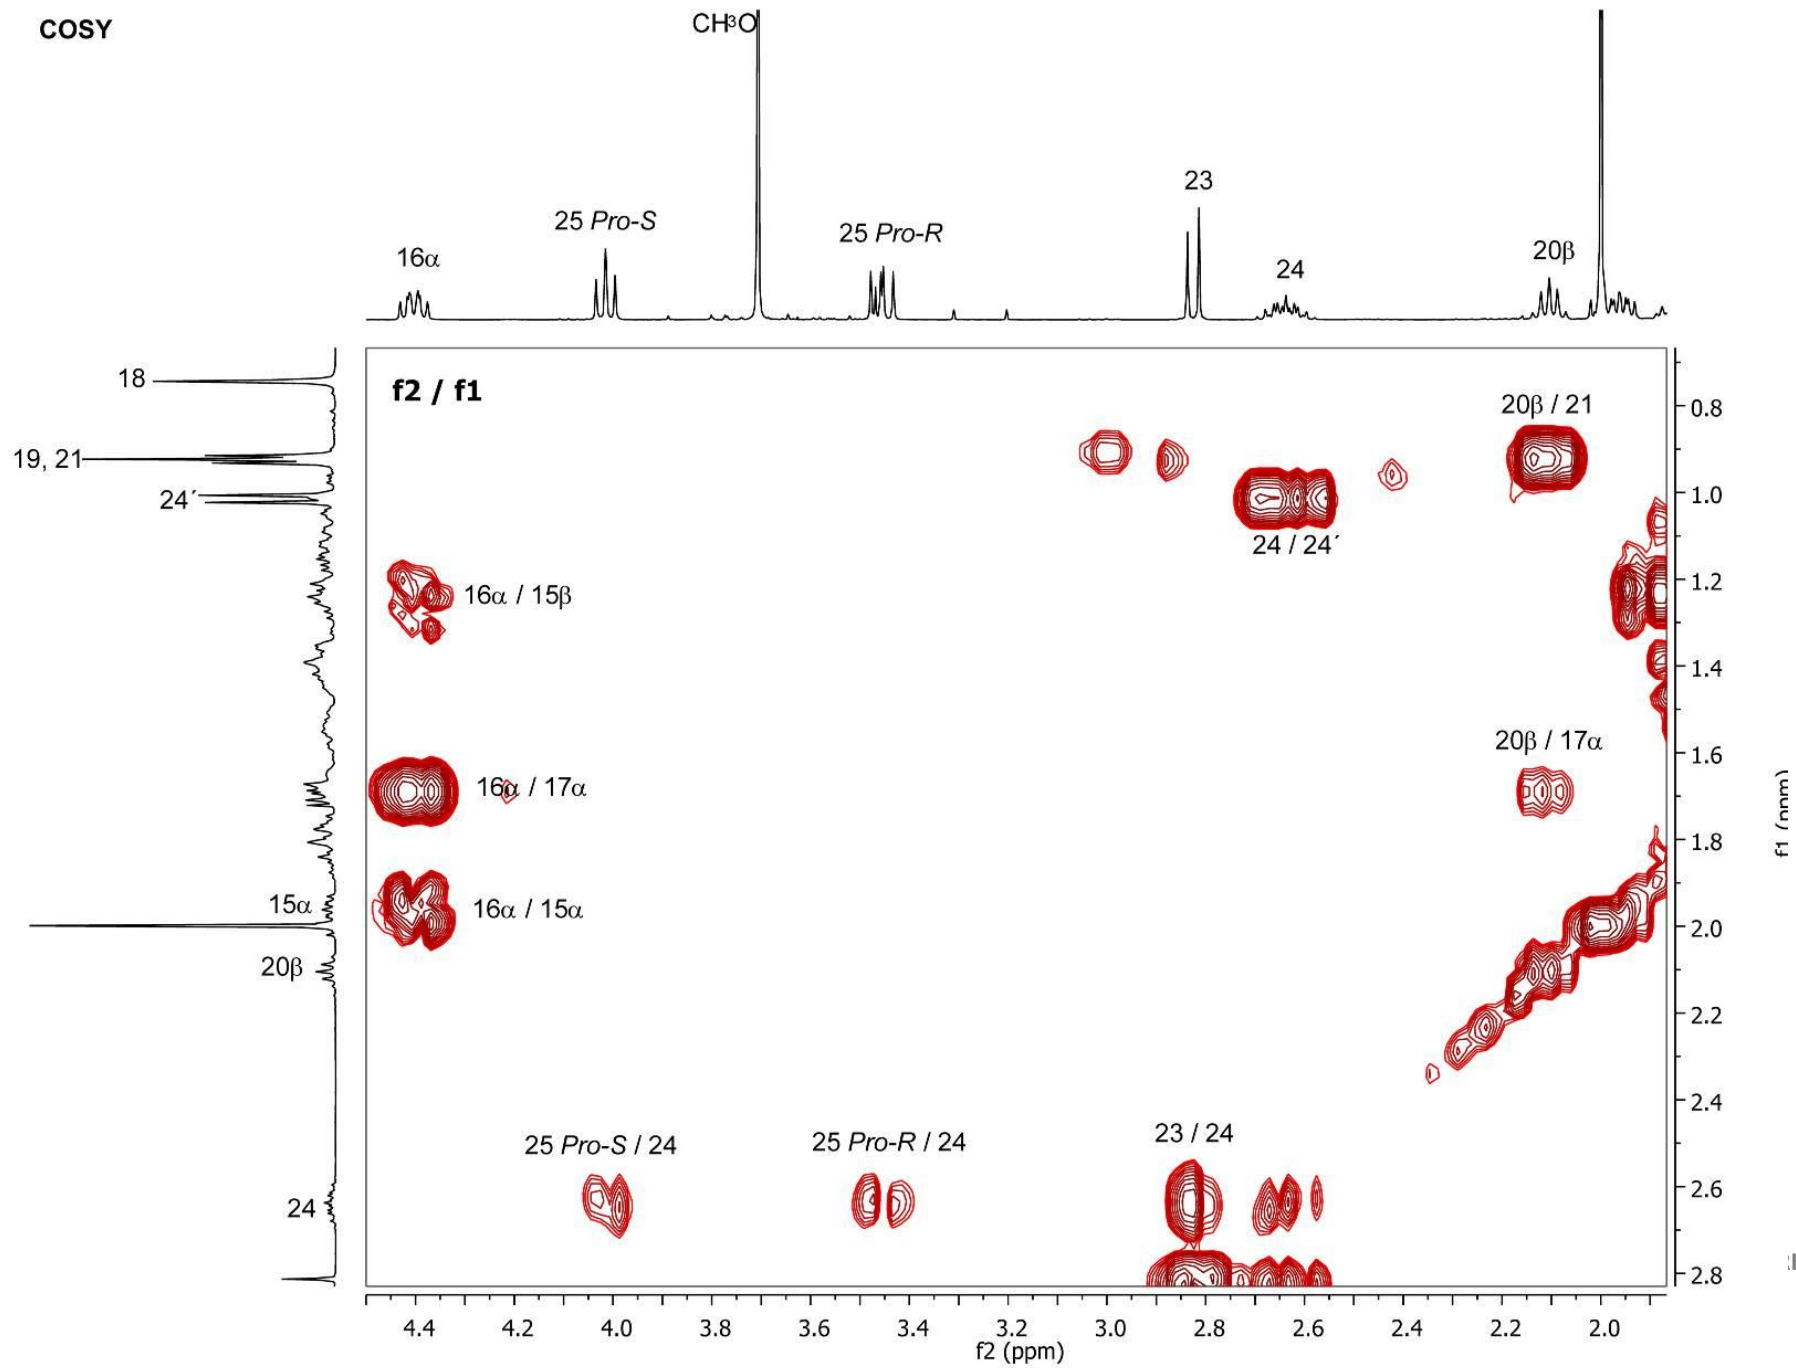 COSY
CH³O
23
25 Pro-S
25 Pro-R
16α
24
20β
18
f2 / f1
20β / 21
0.8
19, 21
24´
1.0
24 / 24´
1.2
16α / 15β
1.4
20β / 17α
1.6
16α / 17α
1.8
f1 (ppm)
15α
16α / 15α
2.0
20β
2.2
2.4
25 Pro-S / 24
25 Pro-R / 24
23 / 24
24
2.6
2.8
4.4 4.2 4.0 3.8 3.6 3.4 3.2 3.0 2.8 2.6 2.4 2.2 2.0
f2 (ppm)